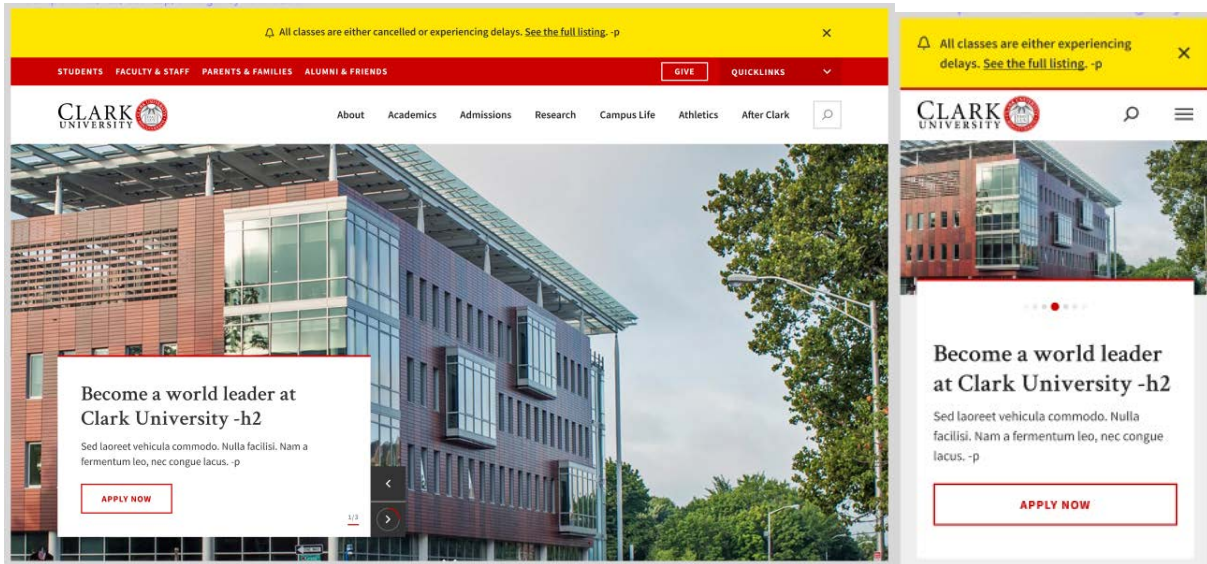 All classes are either cancelled or experiencing delays. See the full listing. -p
STUDENTS FACULTY & STAFF PARENTS & FAMILIES ALUMNI & FRIENDS GIVE QUICKLINKS
CLARK
UNIVERSITY
About Academics Admissions Research Campus Life Athletics After Clark
Become a world leader at
Clark University -h2
Sed laoreet vehicula commodo. Nulla facilisi. Nam a
fermentum leo, nec congue lacus. -p
APPLY NOW
1/3
All classes are either experiencing
delays. See the full listing. -p
CLARK
UNIVERSITY
Become a world leader
at Clark University -h2
Sed laoreet vehicula commodo. Nulla
facilisi. Nam a fermentum leo, nec congue
lacus. -p
APPLY NOW